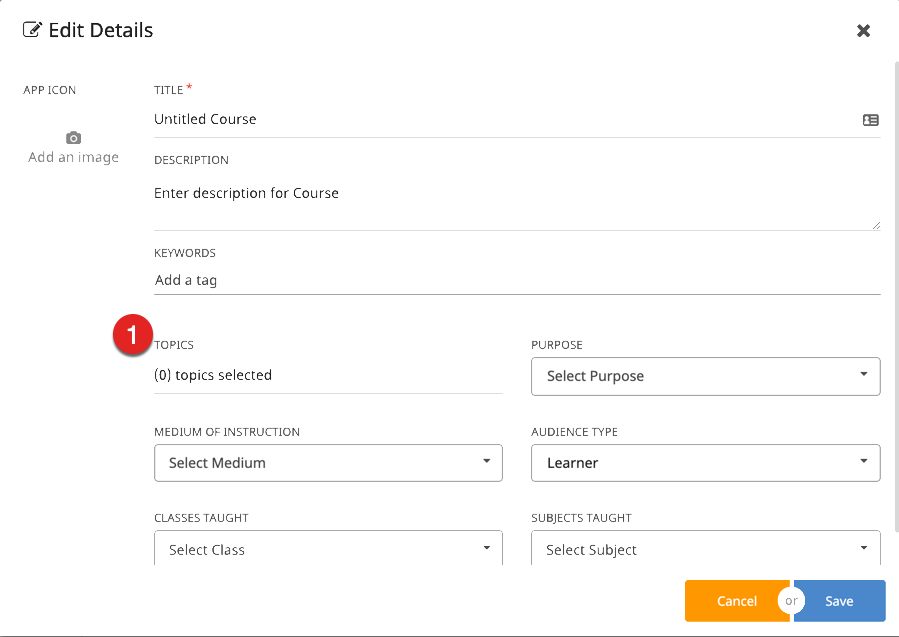 Edit Details
APP ICON
Add an image
TITLE *
Untitled Course
DESCRIPTION
Enter description for Course
KEYWORDS
Add a tag
1
TOPICS
(0) topics selected
PURPOSE
Select Purpose
MEDIUM OF INSTRUCTION
Select Medium
AUDIENCE TYPE
Learner
CLASSES TAUGHT
Select Class
SUBJECTS TAUGHT
Select Subject
Cancel or Save